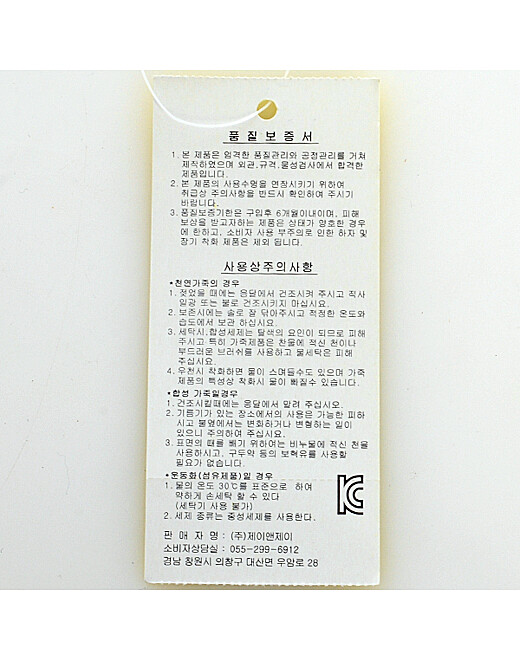 품 질 보 증 서
1. 본 제품은 엄격한 품질관리와 공정관리를 거쳐
제작하였으며 외관,규격,물성검사에서 합격한
제품입니다.
2. 본 제품의 사용수명을 연장시키기 위하여
취급상 주의사항을 반드시 확인하여 주시기
바랍니다.
3. 품질보증기한은 구입후 6개월이내이며, 피해
보상을 받고자하는 제품은 상태가 양호한 경우
에 한하고, 소비자 사용 부주의로 인한 하자 및
장기 착화 제품은 제외 됩니다.
사용상주의사항
•천연가죽의 경우
1. 젖었을 때에는 응달에서 건조시켜 주시고 직사
일광 또는 불로 건조시키지 마십시요.
2. 보존시에는 솔로 잘 닦아주시고 적정한 온도와
습도에서 보관 하십시요.
3. 세탁시,합성세제는 탈색의 요인이 되므로 피해
주시고 특히 가죽제품은 찬물에 적신 천이나
부드러운 브러쉬를 사용하고 물세탁은 피해
주십시요.
4. 우천시 착화하면 물이 스며들수도 있으며 가죽
제품의 특성상 착화시 물이 빠질수 있습니다.
•합성 가죽일경우
1. 건조시킬때에는 응달에서 말려 주십시오.
2. 기름기가 있는 장소에서의 사용은 가능한 피하
시고 불옆에서는 변화하거나 변형하는 일이
있으니 주의하여 주십시요.
3. 표면의 때를 빼기 위하여는 비눗물에 적신 천을
사용하시고, 구두약 등의 보혁유를 사용할
필요가 없습니다.
•운동화(섬유제품)일 경우
1. 물의 온도 30℃를 표준으로 하여
약하게 손세탁 할 수 있다
(세탁기 사용 불가)
2. 세제 종류는 중성세제를 사용한다.
판 매 자 명 : (주)제이앤제이
소비자상담실 : 055-299-6912
경남 창원시 의창구 대산면 우암로 28